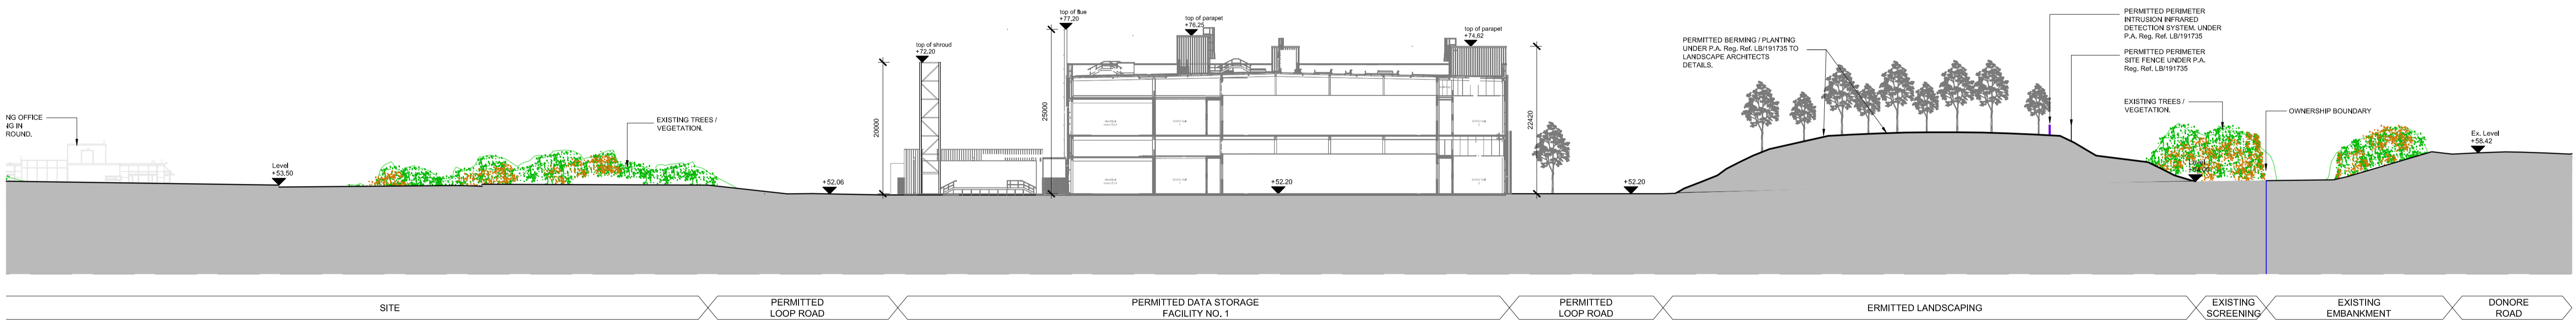 NG OFFICE
NG IN
ROUND.
Level
+53.50
EXISTING TREES /
VEGETATION.
+52.06
20000
top of shroud
+72.20
25000
top of flue
+77.20
top of parapet
+76.25
top of parapet
+74.62
22420
+52.20
+52.20
PERMITTED BERMING / PLANTING
UNDER P.A. Reg. Ref. LB/191735 TO
LANDSCAPE ARCHITECTS
DETAILS.
PERMITTED PERIMETER
INTRUSION INFRARED
DETECTION SYSTEM. UNDER
P.A. Reg. Ref. LB/191735
PERMITTED PERIMETER
SITE FENCE UNDER P.A.
Reg. Ref. LB/191735
EXISTING TREES /
VEGETATION.
OWNERSHIP BOUNDARY
Ex. Level
+58.42
SITE
PERMITTED
LOOP ROAD
PERMITTED DATA STORAGE
FACILITY NO. 1
PERMITTED
LOOP ROAD
ERMITTED LANDSCAPING
EXISTING
SCREENING
EXISTING
EMBANKMENT
DONORE
ROAD